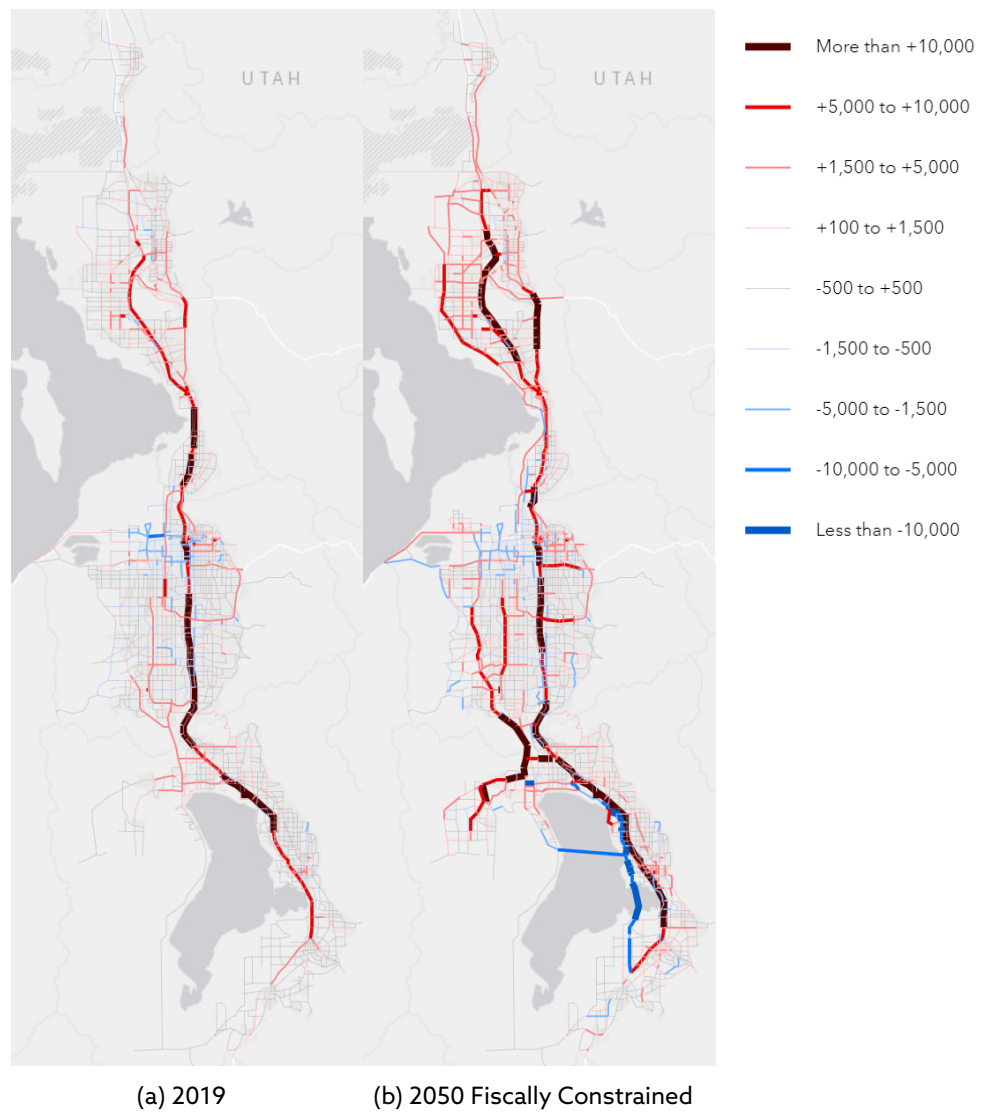 UTAH
UTAH
More than +10,000
+5,000 to +10,000
+1,500 to +5,000
+100 to +1,500
-500 to +500
-1,500 to -500
-5,000 to -1,500
-10,000 to -5,000
Less than -10,000
(a) 2019
(b) 2050 Fiscally Constrained